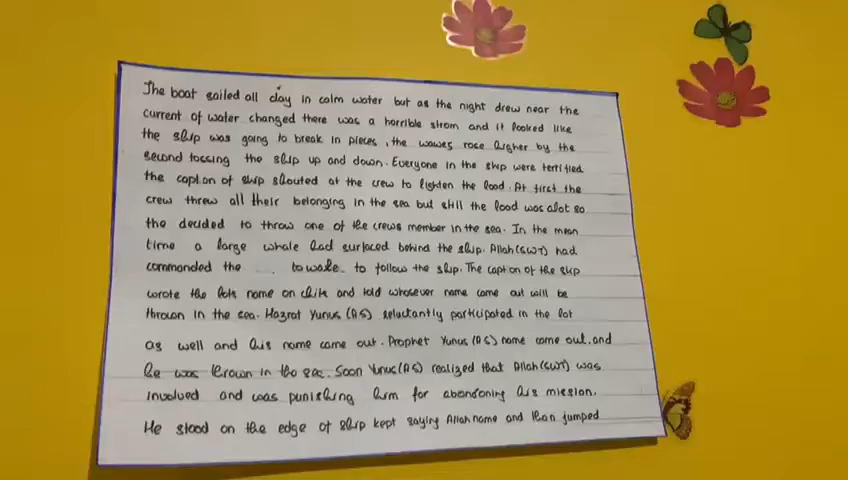 The boat sailed all day in calm water but as the night drew near the
current of water changed there was a horrible strom and it looked like
the ship was going to break in pieces, the wawes rose higher by the
second tossing the ship up and down. Everyone in the ship were terrified
the caption of ship shouted at the crew to lighten the load. At first the
crew threw all their belonging in the sea but still the load was alot so
the decided to throw one of the crews member in the sea. In the mean
time a large whale had surfaced behind the ship. Allah(SWT) had
commanded the to wale to follow the ship. The caption of the ship
wrote the lots name on and told whosever name came out will be
thrown in the sea. Hazrat Yunus (AS) reluctantly participated in the lot
as well and his name came out. Prophet Yunus (AS) name come out. and
he was thrown in the sea. Soon Yunus(AS) realized that Allah(SWT) was
involved and was punishing him for abandoning his mission.
He stood on the edge of ship kept saying Allah name and than jumped